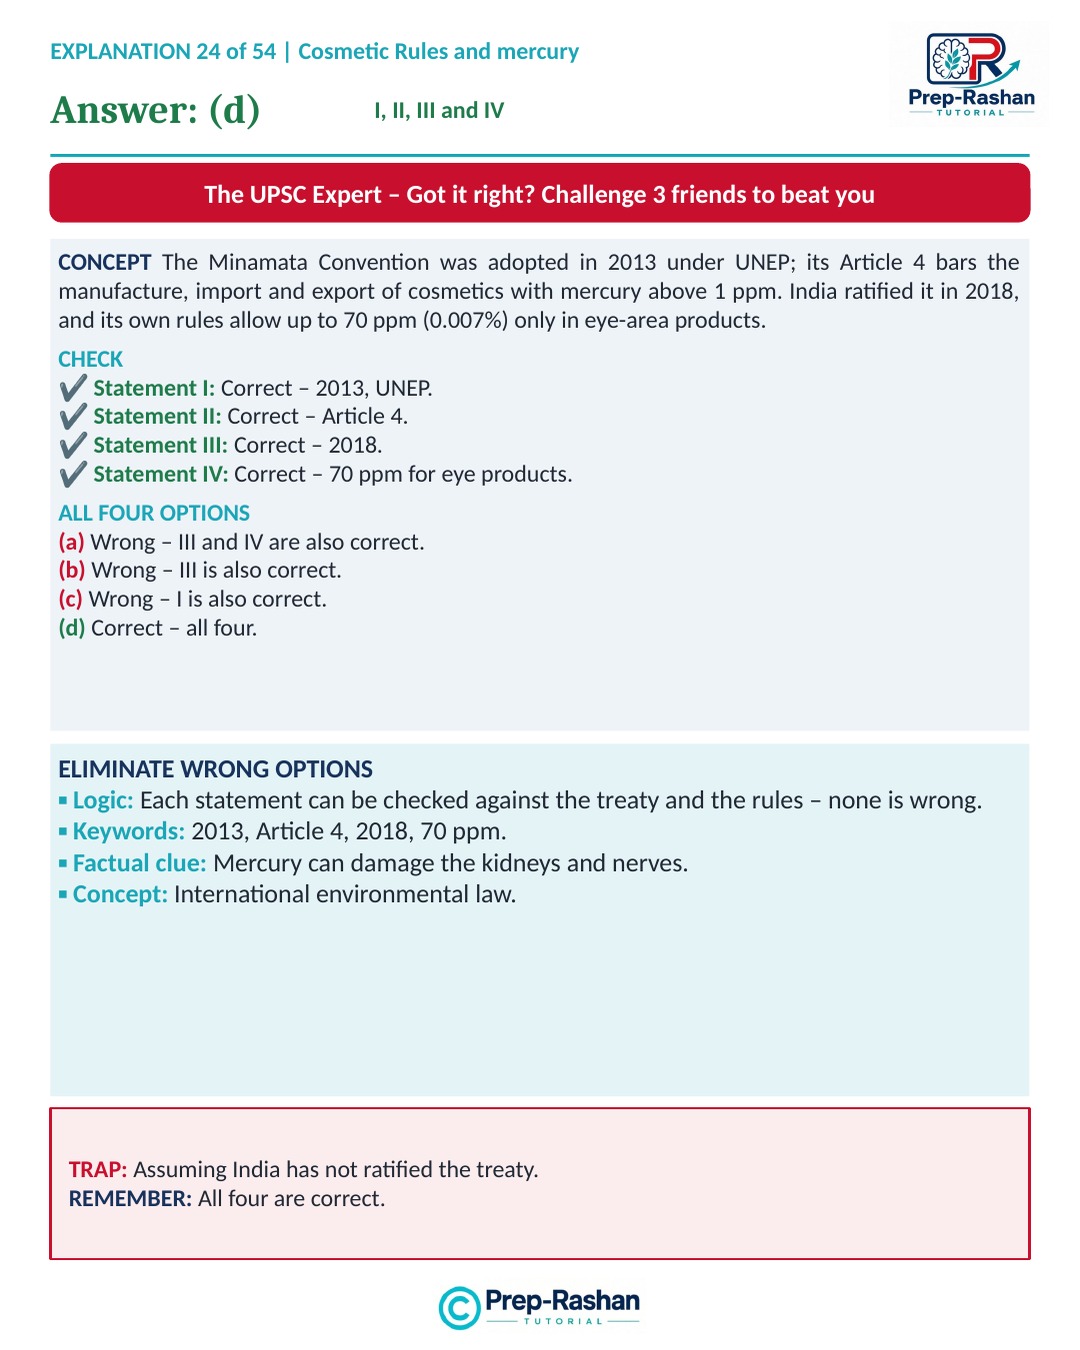 EXPLANATION 24 of 54 | Cosmetic Rules and mercury
Prep-Rashan
TUTORIAL
Answer: (d)
I, II, III and IV
The UPSC Expert – Got it right? Challenge 3 friends to beat you
CONCEPT The Minamata Convention was adopted in 2013 under UNEP; its Article 4 bars the
manufacture, import and export of cosmetics with mercury above 1 ppm. India ratified it in 2018,
and its own rules allow up to 70 ppm (0.007%) only in eye-area products.
CHECK
✔ Statement I: Correct – 2013, UNEP.
✔ Statement II: Correct – Article 4.
✔ Statement III: Correct – 2018.
✔ Statement IV: Correct – 70 ppm for eye products.
ALL FOUR OPTIONS
(a) Wrong – III and IV are also correct.
(b) Wrong – III is also correct.
(c) Wrong – I is also correct.
(d) Correct – all four.
ELIMINATE WRONG OPTIONS
▪ Logic: Each statement can be checked against the treaty and the rules – none is wrong.
▪ Keywords: 2013, Article 4, 2018, 70 ppm.
▪ Factual clue: Mercury can damage the kidneys and nerves.
▪ Concept: International environmental law.
TRAP: Assuming India has not ratified the treaty.
REMEMBER: All four are correct.
© Prep-Rashan
TUTORIAL